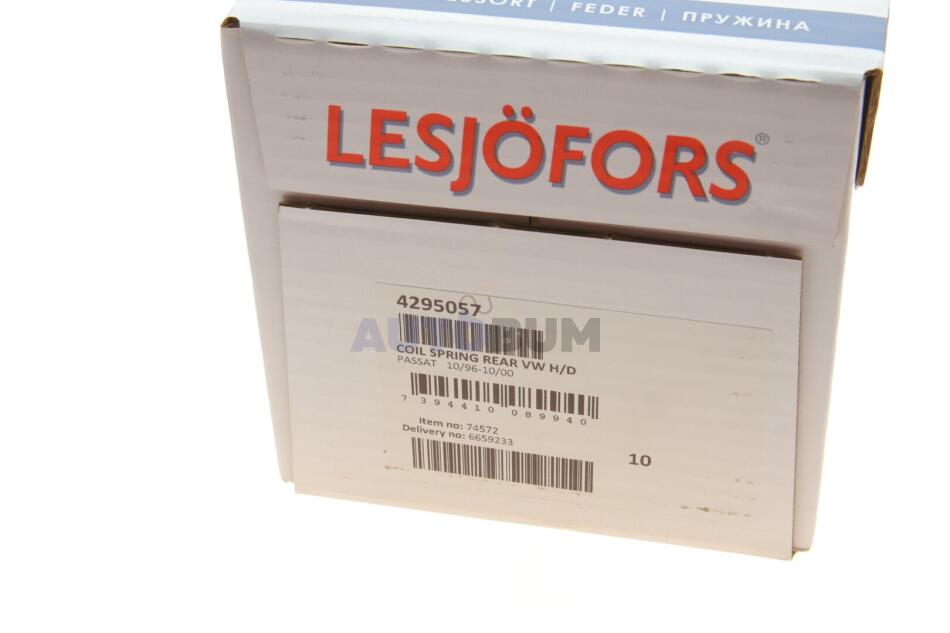 FEDER | ПРУЖИНА
LESJÖFORS®
4295057
AUTOBUM
COIL SPRING REAR VW H/D
PASSAT 10/96-10/00
7 394410 089940
Item no: 74572
Delivery no: 6659233
10